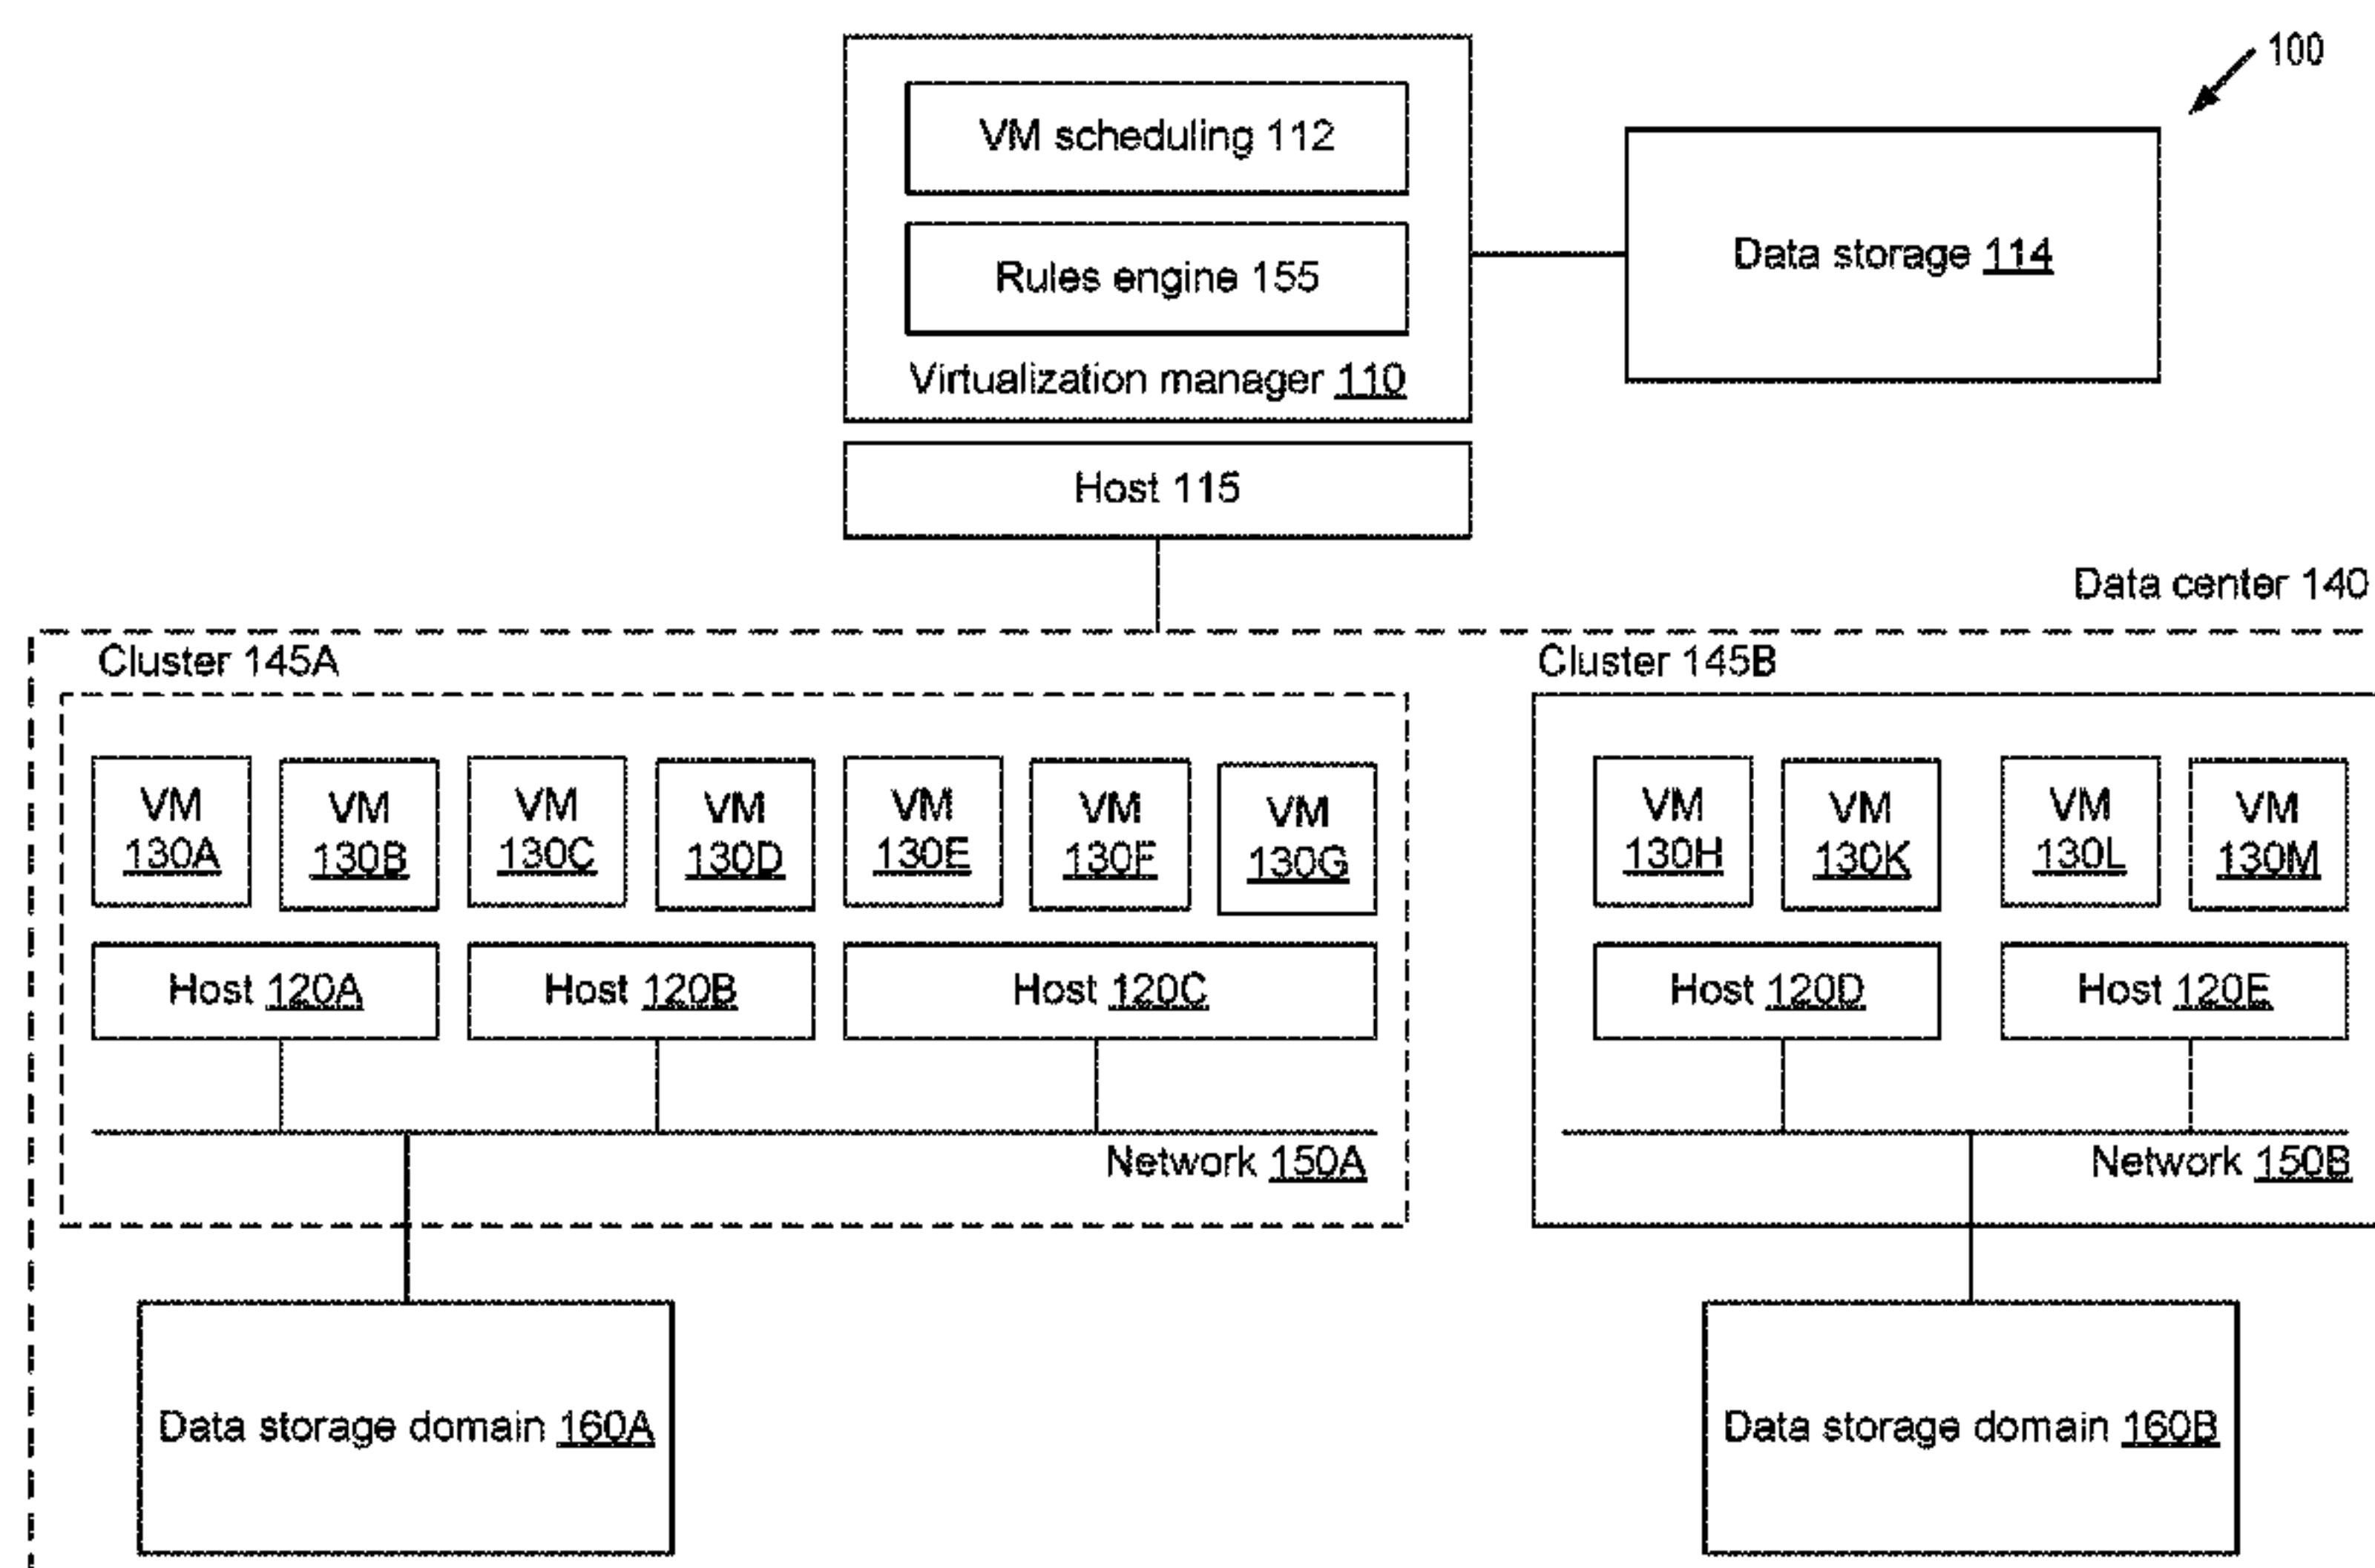 100
VM scheduling 112
Rules engine 155
Virtualization manager 110
Data storage 114
Host 115
Data center 140
Cluster 145A
Cluster 145B
VM
130A
VM
130B
VM
130C
VM
130D
VM
130E
VM
130F
VM
130G
VM
130H
VM
130K
VM
130L
VM
130M
Host 120A
Host 120B
Host 120C
Host 120D
Host 120E
Network 150A
Network 150B
Data storage domain 160A
Data storage domain 160B